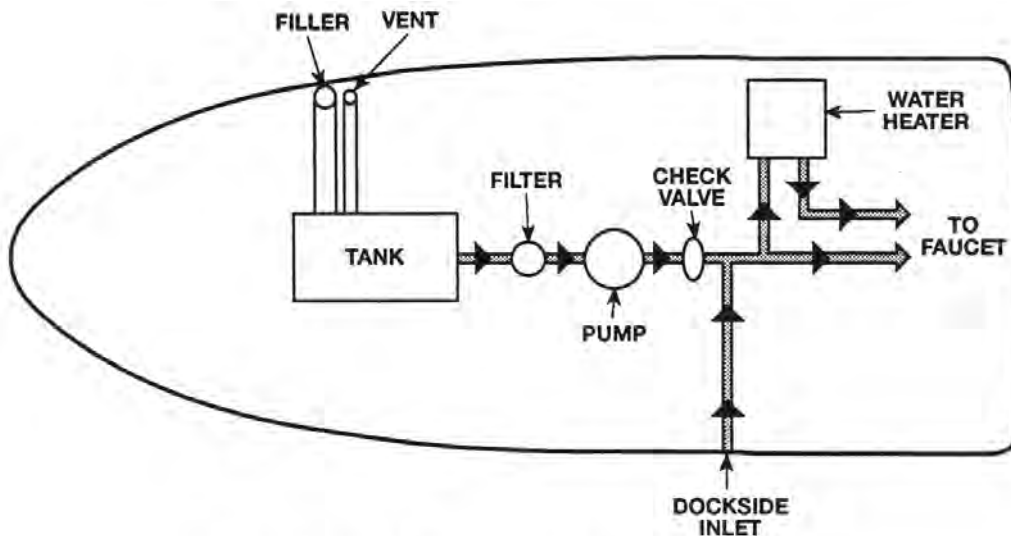 FILLER
VENT
WATER
HEATER
FILTER
CHECK
VALVE
TANK
TO
FAUCET
PUMP
DOCKSIDE
INLET